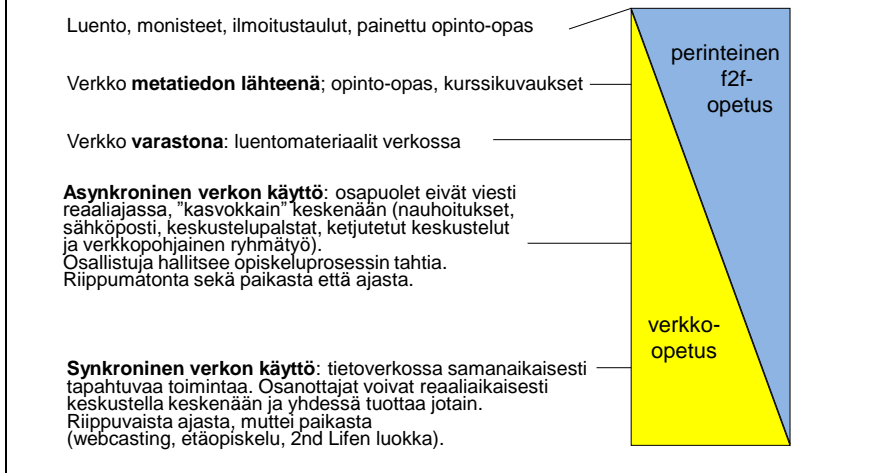 Luento, monisteet, ilmoitustaulut, painettu opinto-opas
perinteinen
f2f-
opetus
Verkko metatiedon lähteenä; opinto-opas, kurssikuvaukset
Verkko varastona: luentomateriaalit verkossa
Asynkroninen verkon käyttö: osapuolet eivät viesti
reaaliajassa, ”kasvokkain” keskenään (nauhoitukset,
sähköposti, keskustelupalstat, ketjutetut keskustelut
ja verkkopohjainen ryhmätyö).
Osallistuja hallitsee opiskeluprosessin tahtia.
Riippumatonta sekä paikasta että ajasta.
verkko-
opetus
Synkroninen verkon käyttö: tietoverkossa samanaikaisesti
tapahtuvaa toimintaa. Osanottajat voivat reaaliaikaisesti
keskustella keskenään ja yhdessä tuottaa jotain.
Riippuvaista ajasta, muttei paikasta
(webcasting, etäopiskelu, 2nd Lifen luokka).